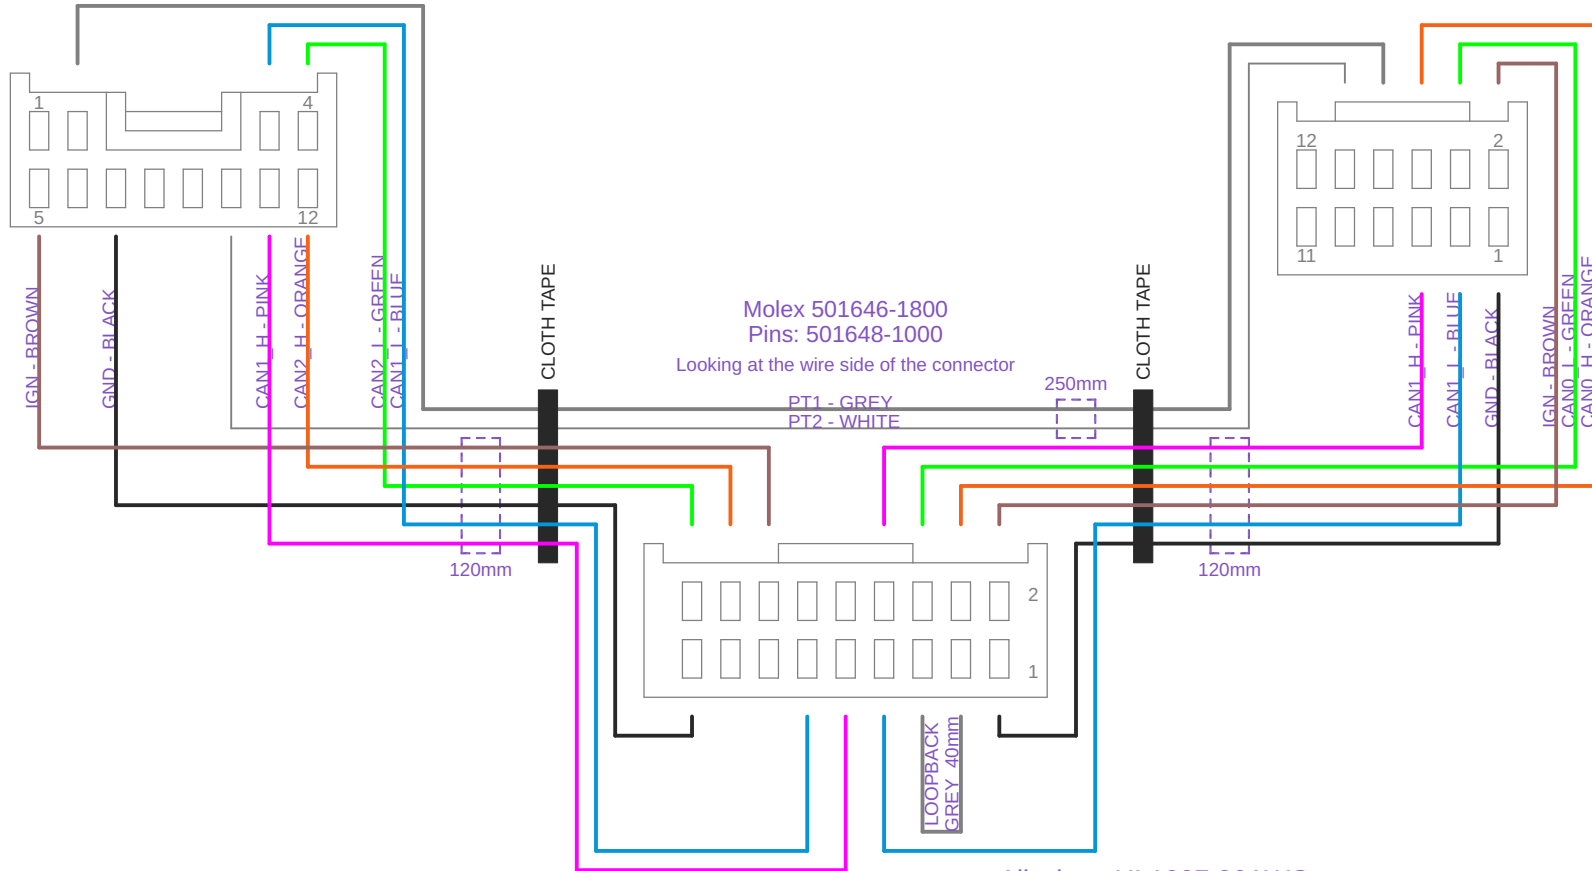 1
4
5
12
IGN - BROWN
GND - BLACK
CAN1_H - PINK
CAN2_H - ORANGE
CAN2_L - GREEN
CAN1_L - BLUE
CLOTH TAPE
Molex 501646-1800
Pins: 501648-1000
Looking at the wire side of the connector
250mm
PT1 - GREY
PT2 - WHITE
CLOTH TAPE
12
2
11
1
CAN1_H - PINK
CAN1_L - BLUE
GND - BLACK
IGN - BROWN
CAN0_L - GREEN
CAN0_H - ORANGE
120mm
120mm
2
1
LOOPBACK
GREY 40mm